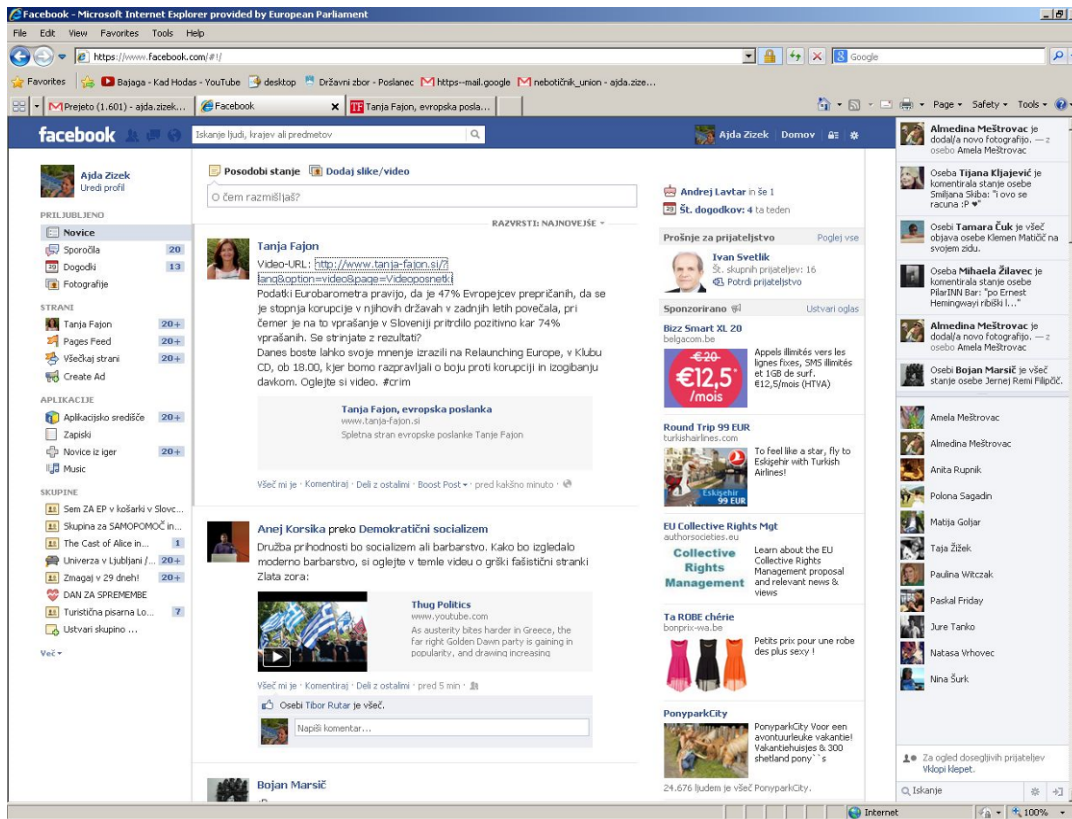 Facebook - Microsoft Internet Explorer provided by European Parliament
File Edit View Favorites Tools Help
https://www.facebook.com/#!/
Google
Favorites Bajaga - Kad Hodas - YouTube desktop Državni zbor - Poslanec https--mail.google nebotičnik_union - ajda.zize...
Prejeto (1.601) - ajda.zizek... Facebook Tanja Fajon, evropska posla... Page Safety Tools
facebook
Iskanje ljudi, krajev ali predmetov
Ajda Zizek Domov
Ajda Zizek
Uredi profil
PRILJUBLJENO
Novice
Sporočila 20
Dogodki 13
Fotografije
STRANI
Tanja Fajon 20+
Pages Feed 20+
Všečkaj strani 20+
Create Ad
APLIKACIJE
Aplikacijsko središče 20+
Zapiski
Novice iz iger 20+
Music
SKUPINE
Sem ZA EP v košarki v Slovc...
Skupina za SAMOPOMOČ in...
The Cast of Alice in... 1
Univerza v Ljubljani /... 20+
Zmagaj v 29 dneh! 20+
DAN ZA SPREMEMBE
Turistična pisarna Lo... 7
Ustvari skupino ...
Več
Posodobi stanje Dodaj slike/video
O čem razmišljaš?
RAZVRSTI: NAJNOVEJŠE
Tanja Fajon
Video-URL: http://www.tanja-fajon.si/?
lang&option=video&page=Videoposnetki
Podatki Eurobarometra pravijo, da je 47% Evropejcev prepričanih, da se
je stopnja korupcije v njihovih državah v zadnjih letih povečala, pri
čemer je na to vprašanje v Sloveniji pritrdilo pozitivno kar 74%
vprašanih. Se strinjate z rezultati?
Danes boste lahko svoje mnenje izrazili na Relaunching Europe, v Klubu
CD, ob 18.00, kjer bomo razpravljali o boju proti korupciji in izogibanju
davkom. Oglejte si video. #crim
Tanja Fajon, evropska poslanka
www.tanja-fajon.si
Spletna stran evropske poslanke Tanje Fajon
Všeč mi je · Komentiraj · Deli z ostalimi · Boost Post · pred kakšno minuto ·
Anej Korsika preko Demokratični socializem
Družba prihodnosti bo socializem ali barbarstvo. Kako bo izgledalo
moderno barbarstvo, si oglejte v temle videu o grški fašistični stranki
Zlata zora:
Thug Politics
www.youtube.com
As austerity bites harder in Greece, the
far right Golden Dawn party is gaining in
popularity, and drawing increasing
Všeč mi je · Komentiraj · Deli z ostalimi · pred 5 min ·
Osebi Tibor Rutar je všeč.
Napiši komentar...
Bojan Marsič
Andrej Lavtar in še 1
Št. dogodkov: 4 ta teden
Prošnje za prijateljstvo Poglej vse
Ivan Svetlik
Št. skupnih prijateljev: 16
Potrdi prijateljstvo
Sponzorirano Ustvari oglas
Bizz Smart XL 20
belgacom.be
€20-
€12,5*
/mois
Appels illimités vers les
lignes fixes, SMS illimités
et 1GB de surf.
€12,5/mois (HTVA)
Round Trip 99 EUR
turkishairlines.com
Eskişehir
99 EUR
To feel like a star, fly to
Eskişehir with Turkish
Airlines!
EU Collective Rights Mgt
authorsocieties.eu
Collective
Rights
Management
Learn about the EU
Collective Rights
Management proposal
and relevant news &
views
Ta ROBE chérie
bonprix-wa.be
Petits prix pour une robe
des plus sexy !
PonyparkCity
PonyparkCity Voor een
avontuurleuke vakantie!
Vakantiehuisjes & 300
shetland pony``s
24.676 ljudem je všeč PonyparkCity.
Almedina Meštrovac je
dodal/a novo fotografijo. — z
osebo Amela Meštrovac
Oseba Tijana Kljajević je
komentirala stanje osebe
Smiljana Skiba: "i ovo se
racuna :P ♥"
Osebi Tamara Čuk je všeč
objava osebe Klemen Matičič na
svojem zidu.
Oseba Mihaela Žilavec je
komentirala stanje osebe
PilarINN Bar: "po Ernest
Hemingwayi ribiški l..."
Almedina Meštrovac je
dodal/a novo fotografijo. — z
osebo Amela Meštrovac
Osebi Bojan Marsič je všeč
stanje osebe Jernej Remi Filipčič.
Amela Meštrovac
Almedina Meštrovac
Anita Rupnik
Polona Sagadin
Matija Goljar
Taja Žižek
Paulina Witczak
Paskal Friday
Jure Tanko
Natasa Vrhovec
Nina Šurk
Za ogled dosegljivih prijateljev
Vklopi klepet.
Iskanje
Internet 100%